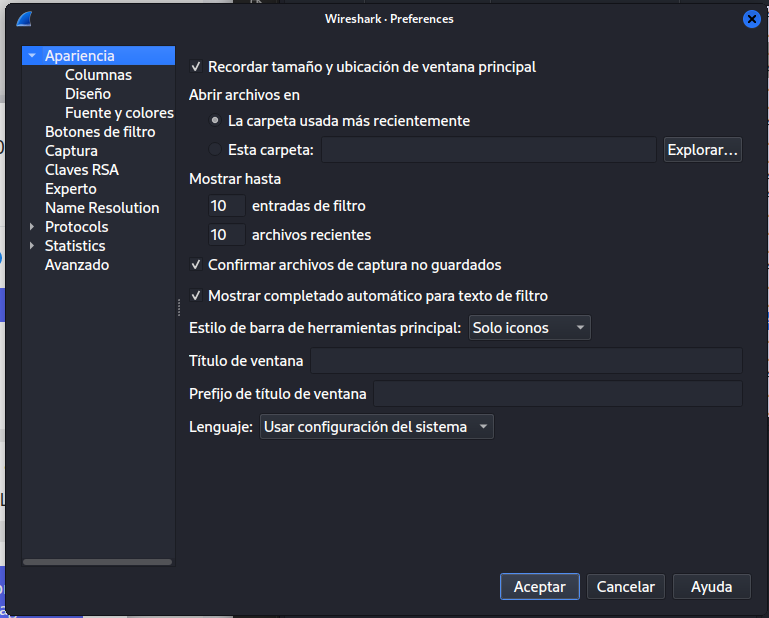 Wireshark · Preferences
Apariencia
Columnas
Diseño
Fuente y colores
Botones de filtro
Captura
Claves RSA
Experto
Name Resolution
Protocols
Statistics
Avanzado
Recordar tamaño y ubicación de ventana principal
Abrir archivos en
La carpeta usada más recientemente
Esta carpeta: Explorar...
Mostrar hasta
10 entradas de filtro
10 archivos recientes
Confirmar archivos de captura no guardados
Mostrar completado automático para texto de filtro
Estilo de barra de herramientas principal: Solo iconos
Título de ventana
Prefijo de título de ventana
Lenguaje: Usar configuración del sistema
Aceptar Cancelar Ayuda